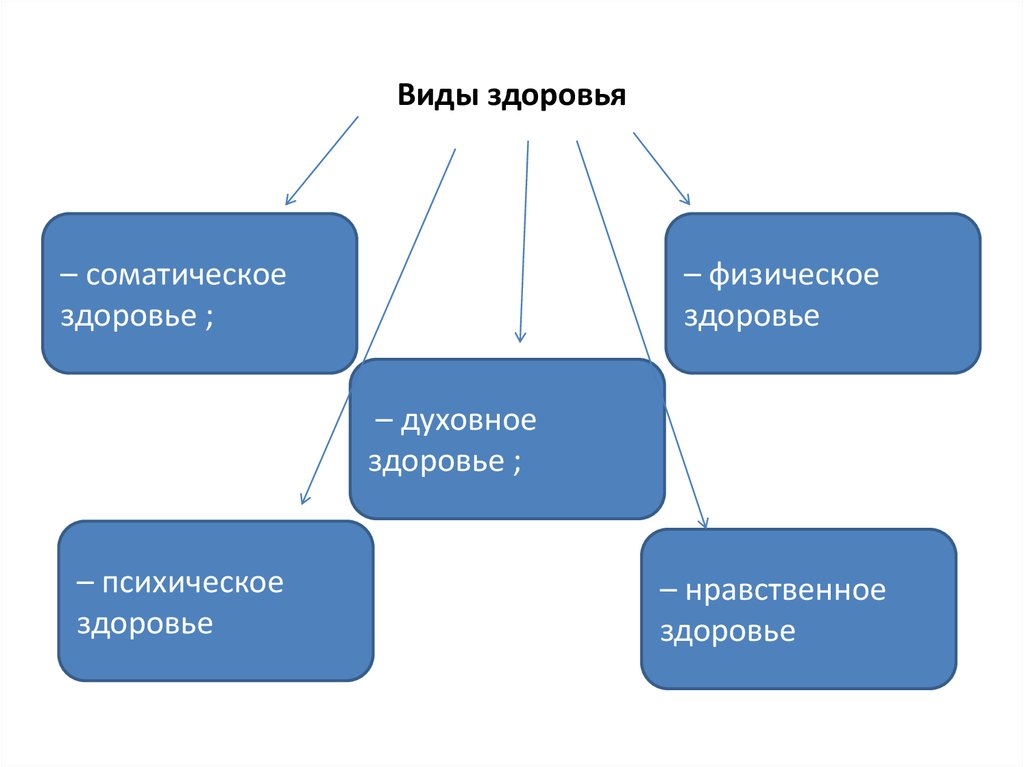 Виды здоровья
– соматическое
здоровье ;
– физическое
здоровье
– духовное
здоровье ;
– психическое
здоровье
– нравственное
здоровье